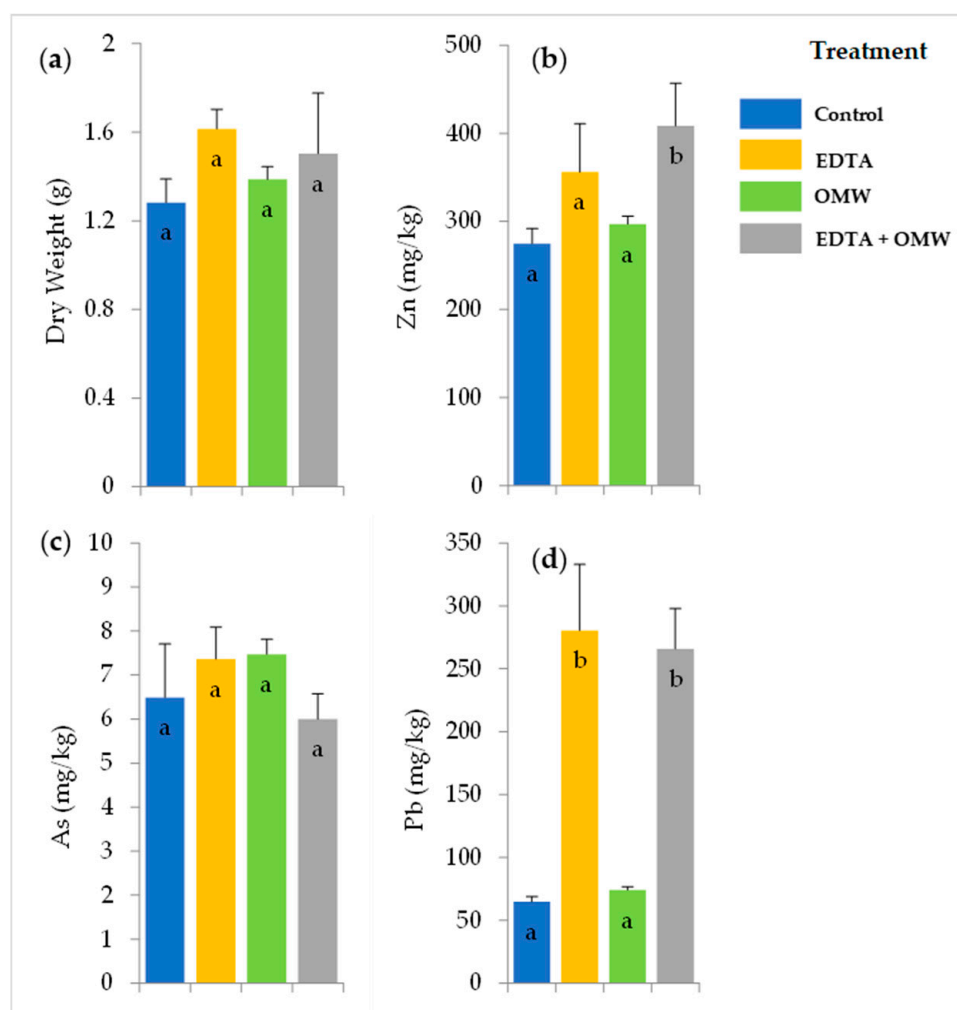 (a)
Dry Weight (g)
2
1.6
1.2
0.8
0.4
0
a
a
a
a
(b)
Zn (mg/kg)
500
400
300
200
100
0
a
a
a
b
Treatment
Control
EDTA
OMW
EDTA + OMW
(c)
As (mg/kg)
10
9
8
7
6
5
4
3
2
1
0
a
a
a
a
(d)
Pb (mg/kg)
350
300
250
200
150
100
50
0
a
b
a
b